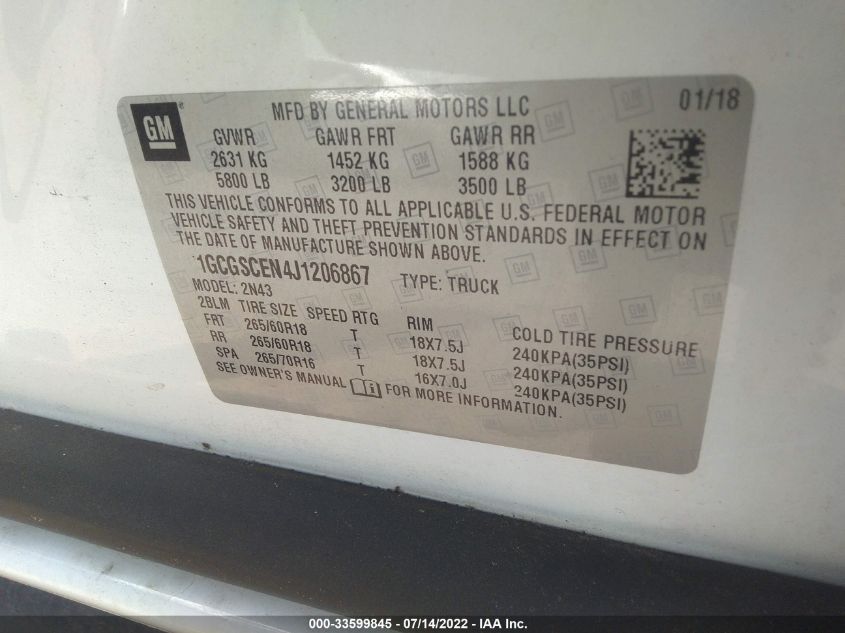 GM
MFD BY GENERAL MOTORS LLC 01/18
GVWR GAWR FRT GAWR RR
2631 KG 1452 KG 1588 KG
5800 LB 3200 LB 3500 LB
THIS VEHICLE CONFORMS TO ALL APPLICABLE U.S. FEDERAL MOTOR
VEHICLE SAFETY AND THEFT PREVENTION STANDARDS IN EFFECT ON
THE DATE OF MANUFACTURE SHOWN ABOVE.
1GCGSCEN4J1206867 TYPE: TRUCK
MODEL: 2N43
2BLM TIRE SIZE SPEED RTG RIM COLD TIRE PRESSURE
FRT 265/60R18 T 18X7.5J 240KPA(35PSI)
RR 265/60R18 T 18X7.5J 240KPA(35PSI)
SPA 265/70R16 T 16X7.0J 240KPA(35PSI)
SEE OWNER'S MANUAL FOR MORE INFORMATION.
000-33599845 - 07/14/2022 - IAAI.com